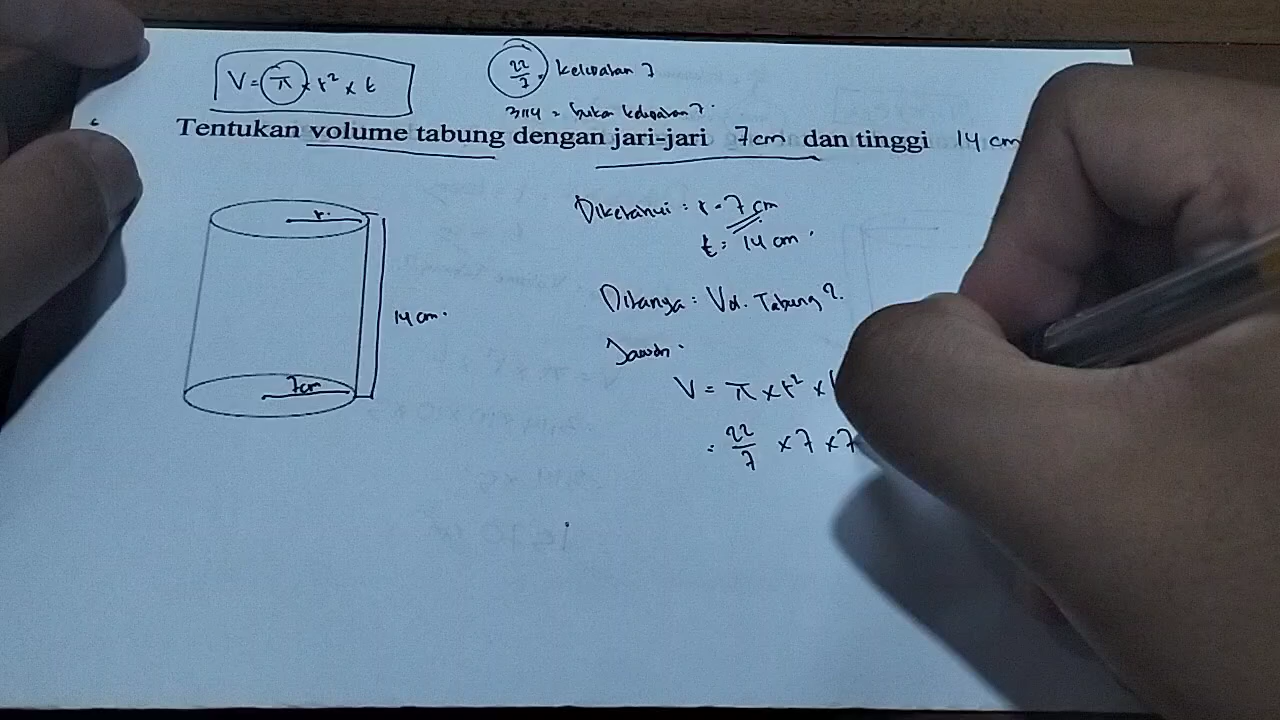 V = π x r² x t
22/7 = kelipatan 7
3,14 = bukan kelipatan 7.
Tentukan volume tabung dengan jari-jari 7cm dan tinggi 14 cm
r.
14 cm.
7cm
Diketahui : r = 7 cm
t = 14 cm.
Ditanya : Vol. Tabung ?.
Jawab.
V = π x r² x
= 22/7 x 7 x 7